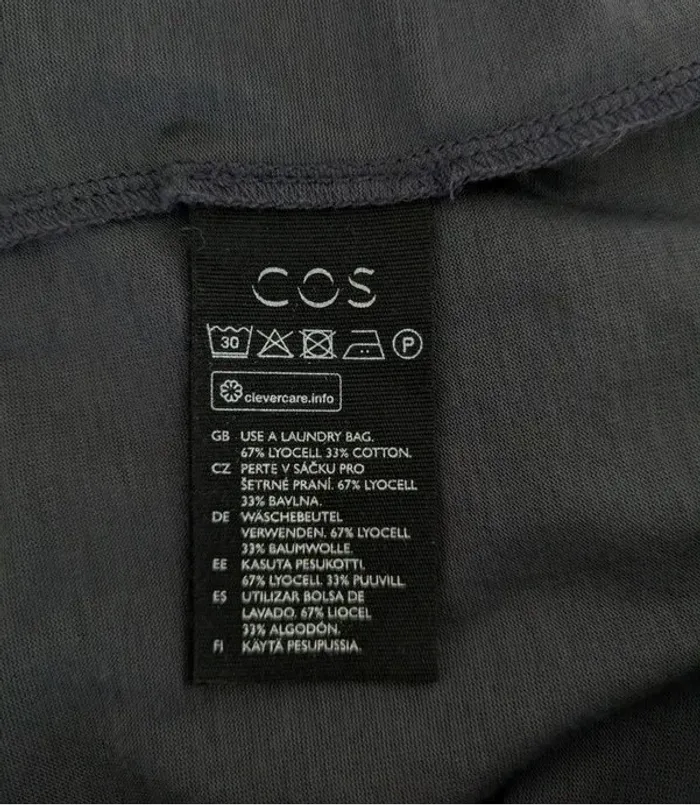 COS
30 P
clevercare.info
GB USE A LAUNDRY BAG.
67% LYOCELL 33% COTTON.
CZ PERTE V SÁČKU PRO
ŠETRNÉ PRANÍ. 67% LYOCELL
33% BAVLNA.
DE WÄSCHEBEUTEL
VERWENDEN. 67% LYOCELL
33% BAUMWOLLE.
EE KASUTA PESUKOTTI.
67% LYOCELL 33% PUUVILL
ES UTILIZAR BOLSA DE
LAVADO. 67% LIOCEL
33% ALGODÓN.
FI KÄYTÄ PESUPUSSIA.